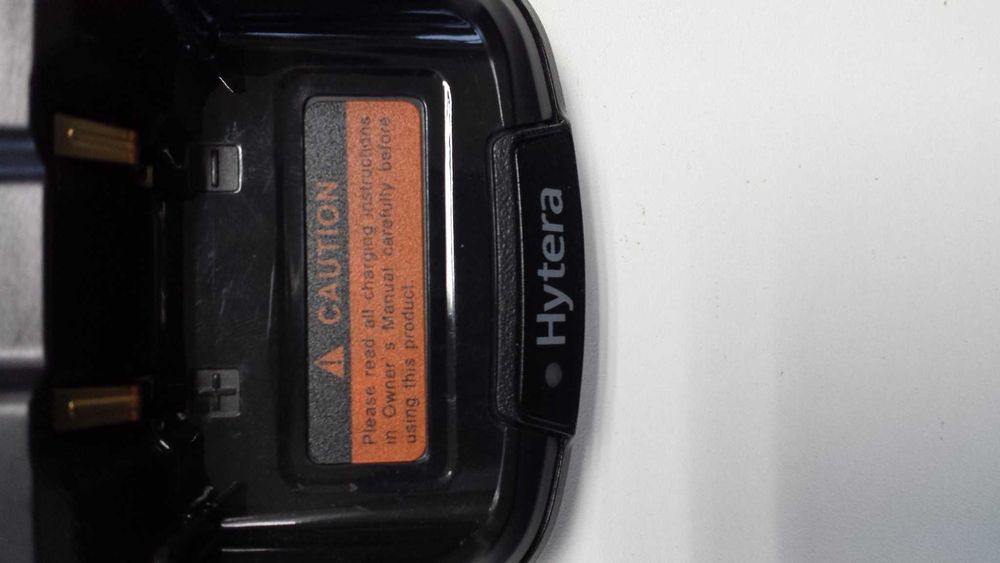 - +
⚠ CAUTION
Please read all charging instructions
in Owner's Manual carefully before
using this product.
Hytera